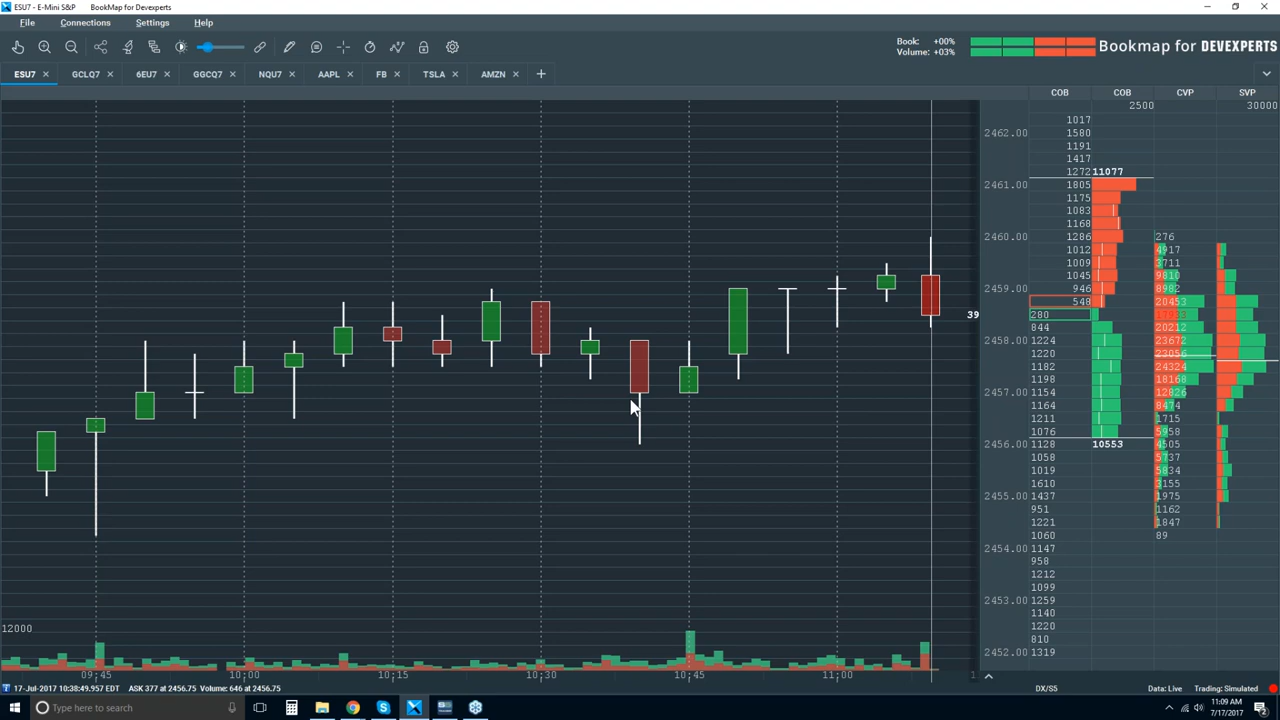 ESU7 - E-Mini S&P BookMap for Devexperts
File Connections Settings Help
Book: +00%
Volume: +03%
Bookmap for DEVEXPERTS
ESU7 GCLQ7 6EU7 GGCQ7 NQU7 AAPL FB TSLA AMZN
COB COB CVP SVP
2500 30000
1017
2462.00
1580
1191
1417
1272 11077
2461.00 1805
1175
1083
1168
2460.00 1286 276
1012 4917
1009 3711
1045 9810
2459.00 946 8982
548 20453
39 280 17933
844 20212
2458.00 1224 23672
1220 23056
1182 24324
1198 18168
2457.00 1154 12826
1164 8474
1211 1715
1076 5958
2456.00 1128 10553 4505
1058 5737
1019 5834
1610 3155
2455.00 1437 1975
951 1162
1221 1847
1060 89
2454.00 1147
958
1212
1099
2453.00 1259
1140
12000 1220
810
2452.00 1319
09:45 10:00 10:15 10:30 10:45 11:00 1
17-Jul-2017 10:38:49.957 EDT ASK 377 at 2456.75 Volume: 646 at 2456.75 DX/S5 Data: Live Trading: Simulated
Type here to search
11:09 AM
7/17/2017
2